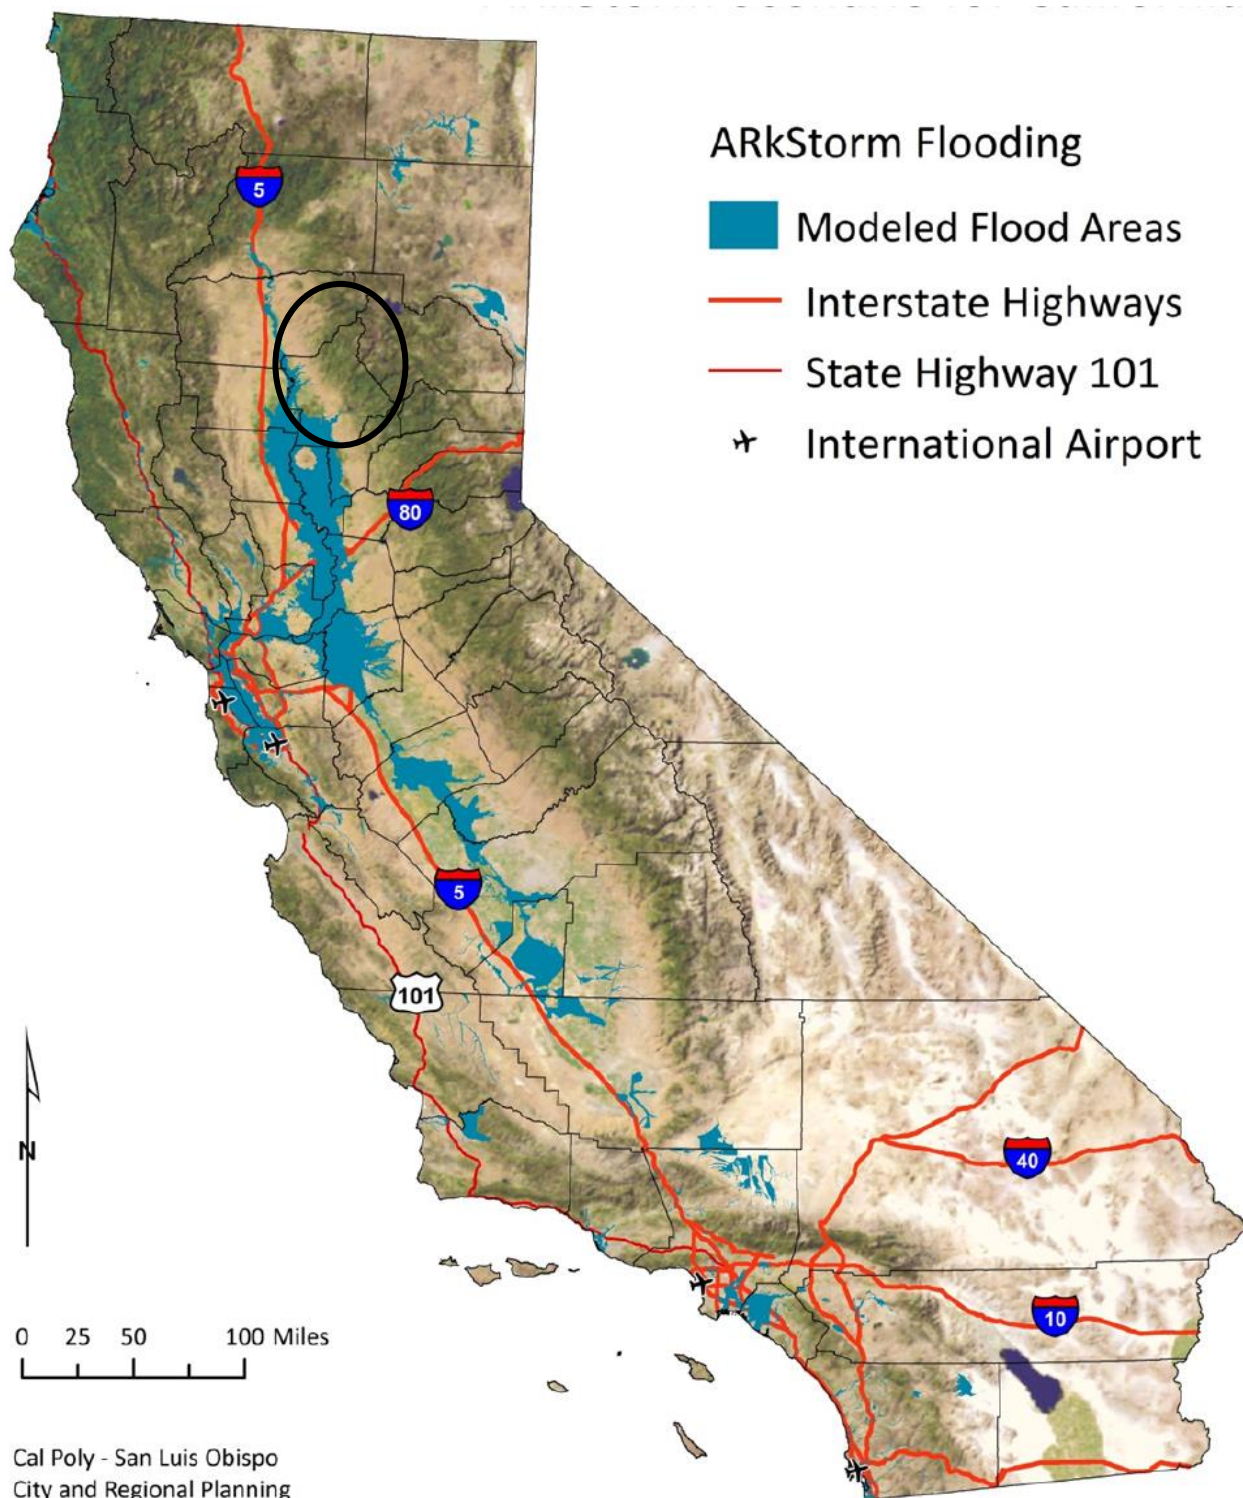 ARkStorm Flooding
Modeled Flood Areas
Interstate Highways
State Highway 101
International Airport
5
80
5
101
40
10
N
0 25 50 100 Miles
Cal Poly - San Luis Obispo
City and Regional Planning